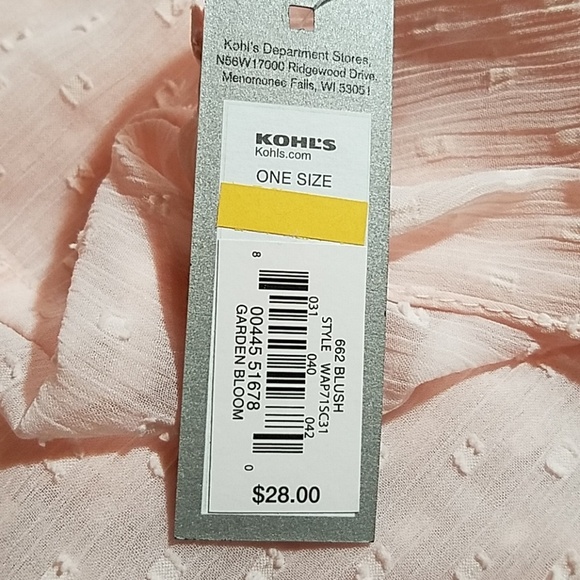 Kohl's Department Stores,
N56W17000 Ridgewood Drive,
Menomonee Falls, WI 53051
KOHL'S
Kohls.com
ONE SIZE
662 BLUSH
STYLE WAP71SC31
031 040 042
8 00445 51678 0
GARDEN BLOOM
$28.00